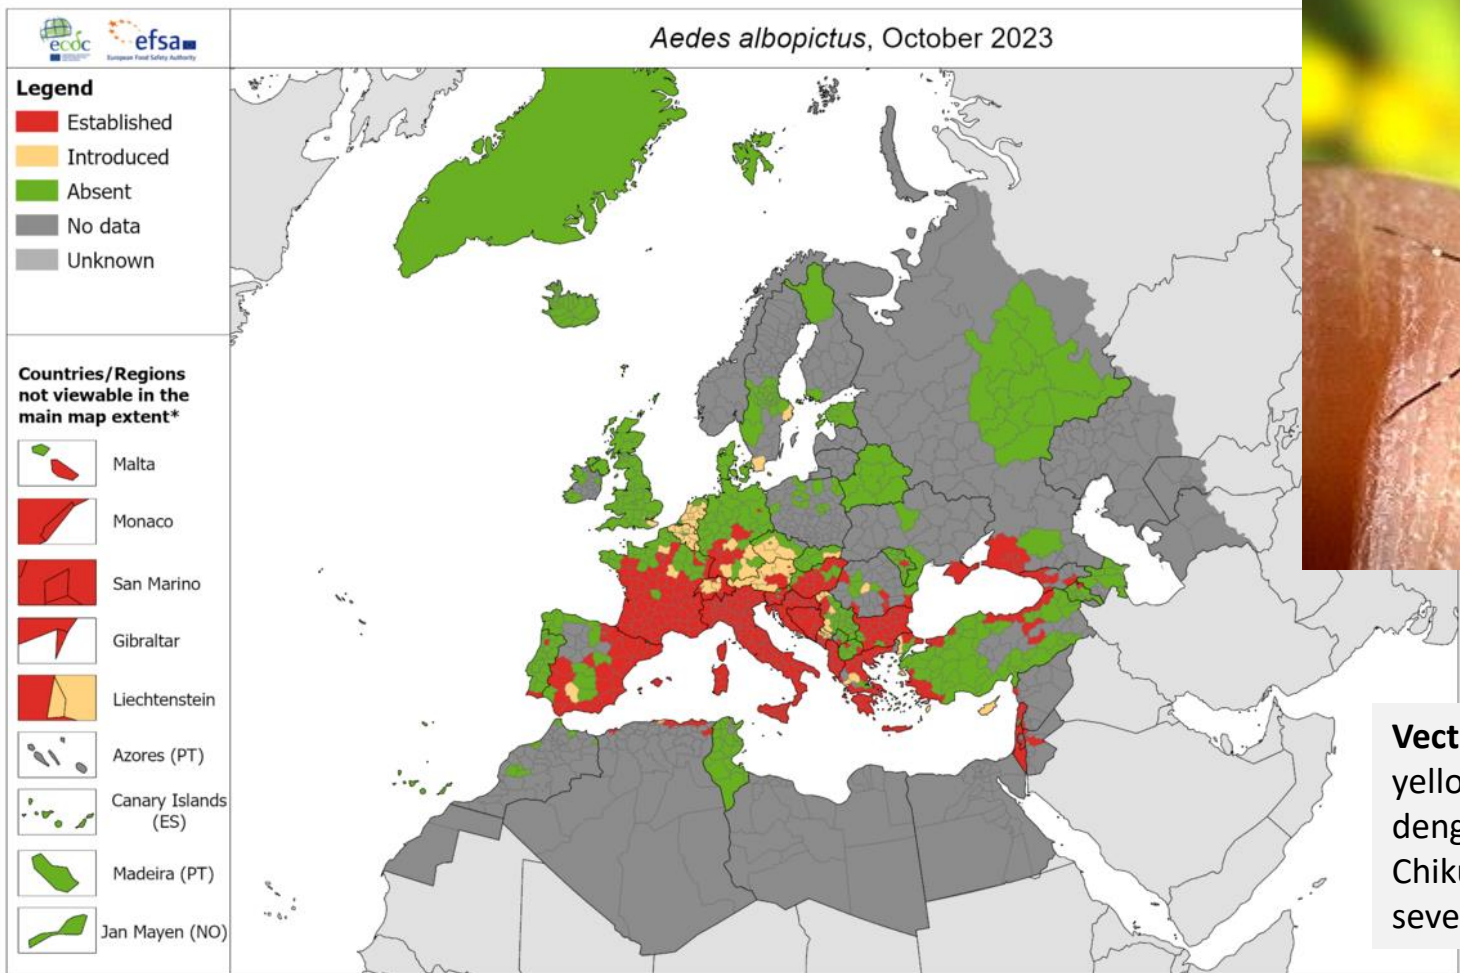 ecdc
efsa
European Food Safety Authority
Aedes albopictus, October 2023
Legend
Established
Introduced
Absent
No data
Unknown
Countries/Regions
not viewable in the
main map extent*
Malta
Monaco
San Marino
Gibraltar
Liechtenstein
Azores (PT)
Canary Islands
(ES)
Madeira (PT)
Jan Mayen (NO)
Vect
yello
deng
Chiku
seve